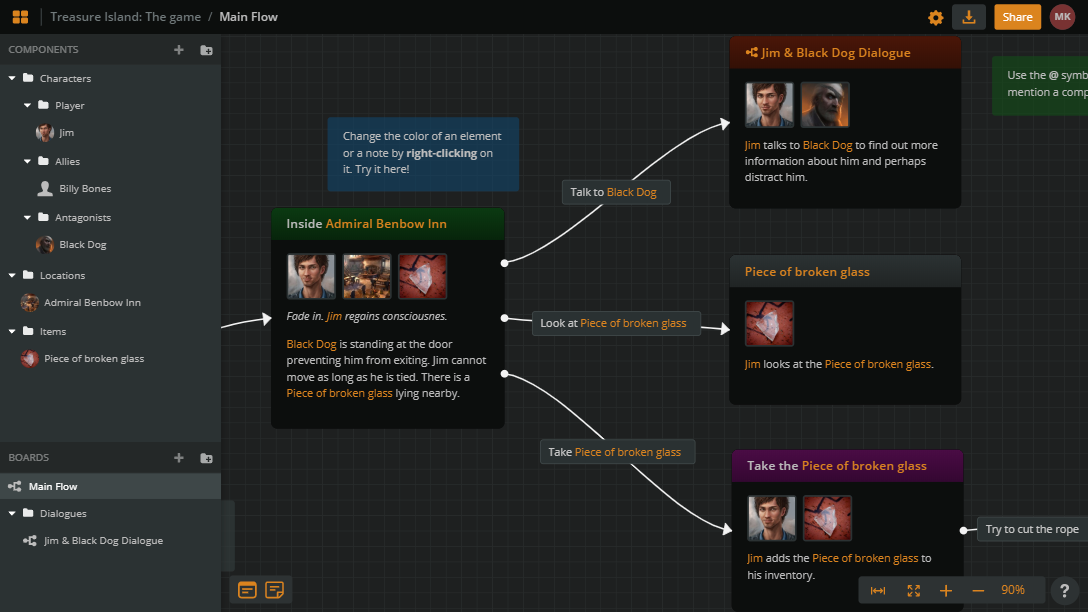 Treasure Island: The game / Main Flow
Share
MK
COMPONENTS
Characters
Player
Jim
Allies
Billy Bones
Antagonists
Black Dog
Locations
Admiral Benbow Inn
Items
Piece of broken glass
BOARDS
Main Flow
Dialogues
Jim & Black Dog Dialogue
Change the color of an element
or a note by right-clicking on
it. Try it here!
Inside Admiral Benbow Inn
Fade in. Jim regains consciousnes.
Black Dog is standing at the door
preventing him from exiting. Jim cannot
move as long as he is tied. There is a
Piece of broken glass lying nearby.
Talk to Black Dog
Look at Piece of broken glass
Take Piece of broken glass
Jim & Black Dog Dialogue
Jim talks to Black Dog to find out more
information about him and perhaps
distract him.
Piece of broken glass
Jim looks at the Piece of broken glass.
Take the Piece of broken glass
Jim adds the Piece of broken glass to
his inventory.
Try to cut the rope
Use the @ symb
mention a comp
90%
?